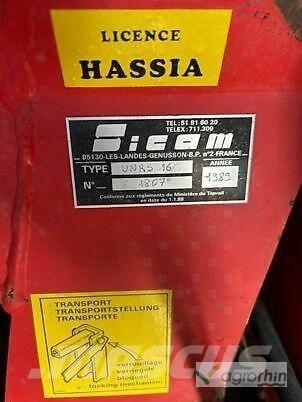 LICENCE
HASSIA
TEL: 51 81 60 20
TELEX: 711.309
Sicam
85130-LES-LANDES-GENUSSON-B.P. n°2-FRANCE
TYPE UNRS 16 ANNÉE
N° 1807 1989
Conforme aux règlements du Ministère du Travail
en date du 1.1.88
TRANSPORT
TRANSPORTSTELLUNG
TRANSPORTE
verrouillage
verriegeln
bloqueo
locking mechanism
agrorhin